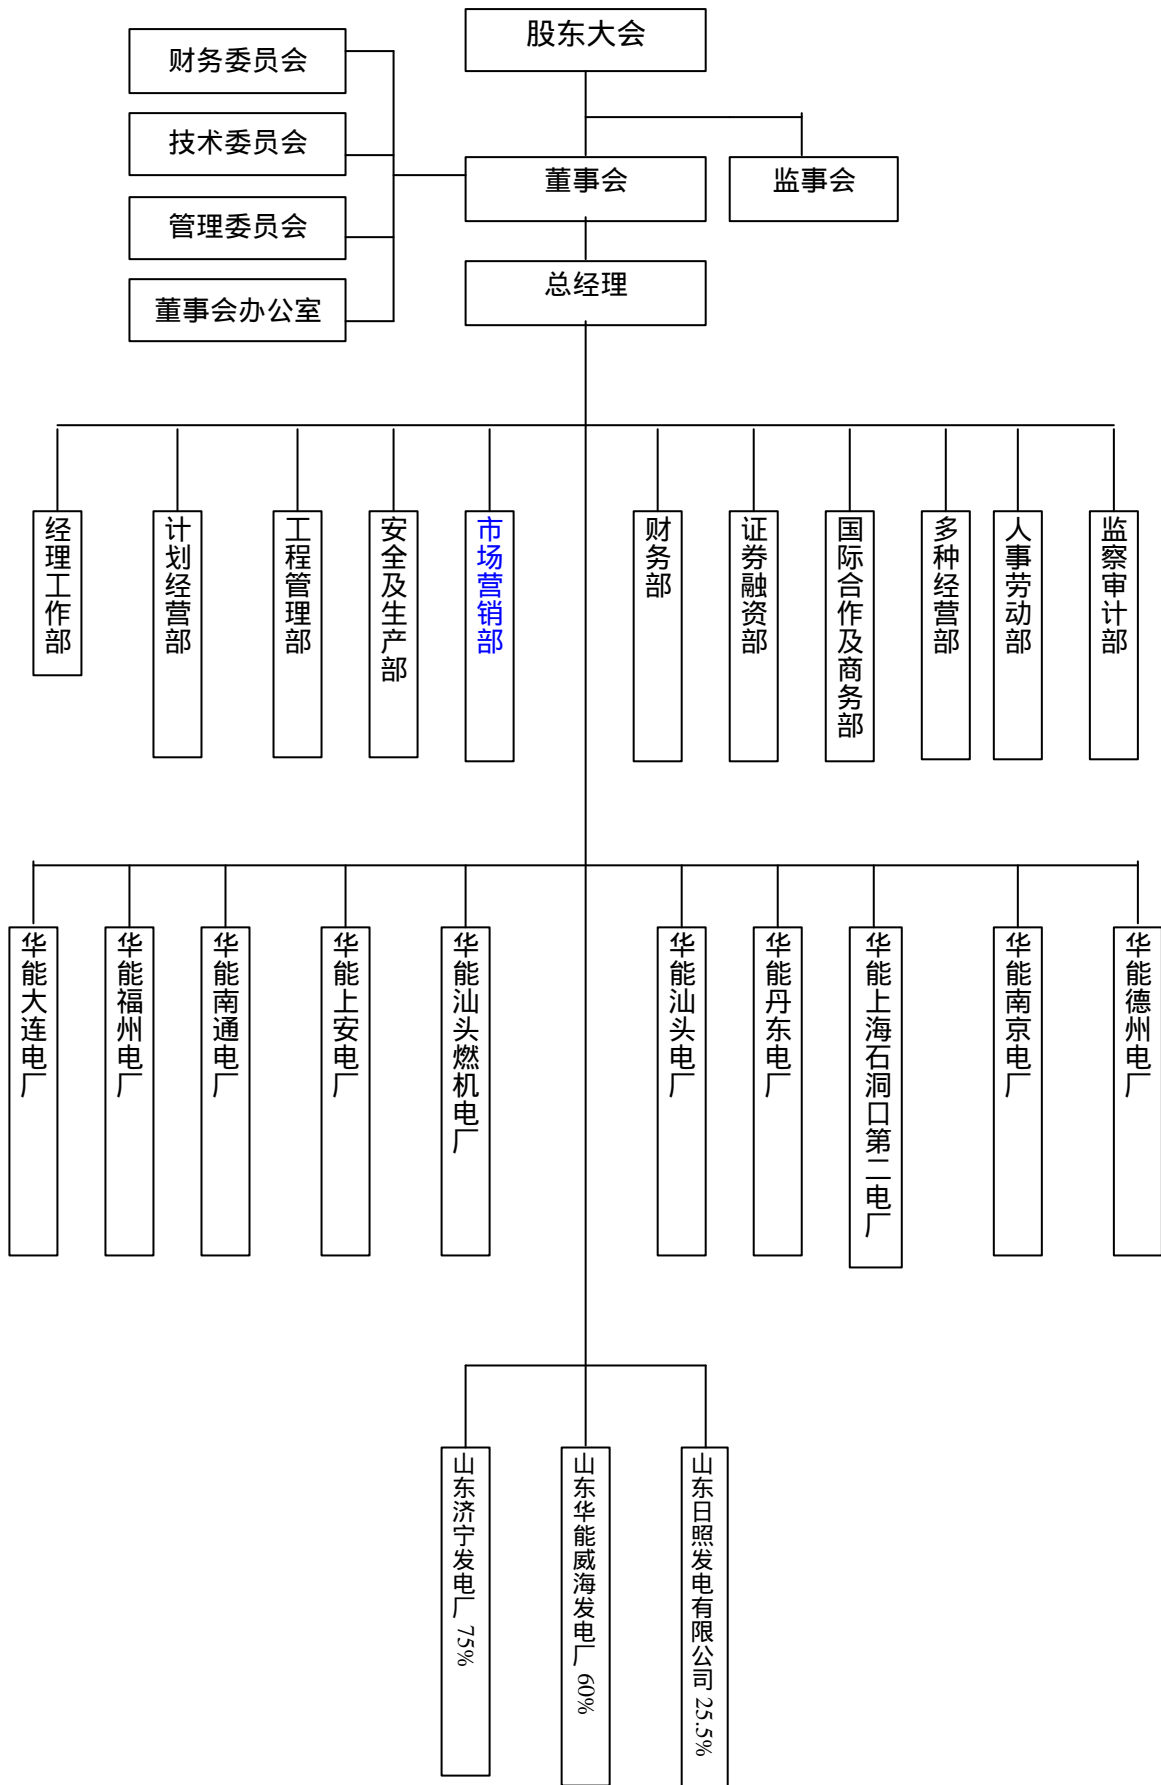 股东大会
财务委员会
技术委员会
董事会
监事会
管理委员会
总经理
董事会办公室
经理工作部
计划经营部
工程管理部
安全及生产部
市场营销部
财务部
证券融资部
国际合作及商务部
多种经营部
人事劳动部
监察审计部
华能大连电厂
华能福州电厂
华能南通电厂
华能上安电厂
华能汕头燃机电厂
华能汕头电厂
华能丹东电厂
华能上海石洞口第二电厂
华能南京电厂
华能德州电厂
山东济宁发电厂 75%
山东华能威海发电厂 60%
山东日照发电有限公司 25.5%